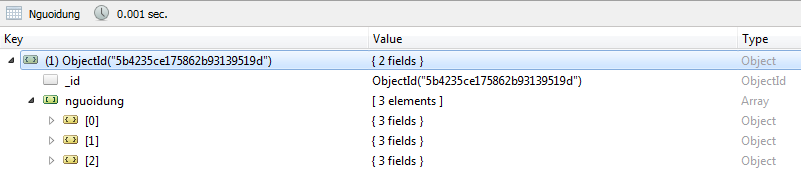 Nguoidung 0.001 sec.
Key Value Type
(1) ObjectId("5b4235ce175862b93139519d") { 2 fields } Object
_id ObjectId("5b4235ce175862b93139519d") ObjectId
nguoidung [ 3 elements ] Array
[0] { 3 fields } Object
[1] { 3 fields } Object
[2] { 3 fields } Object